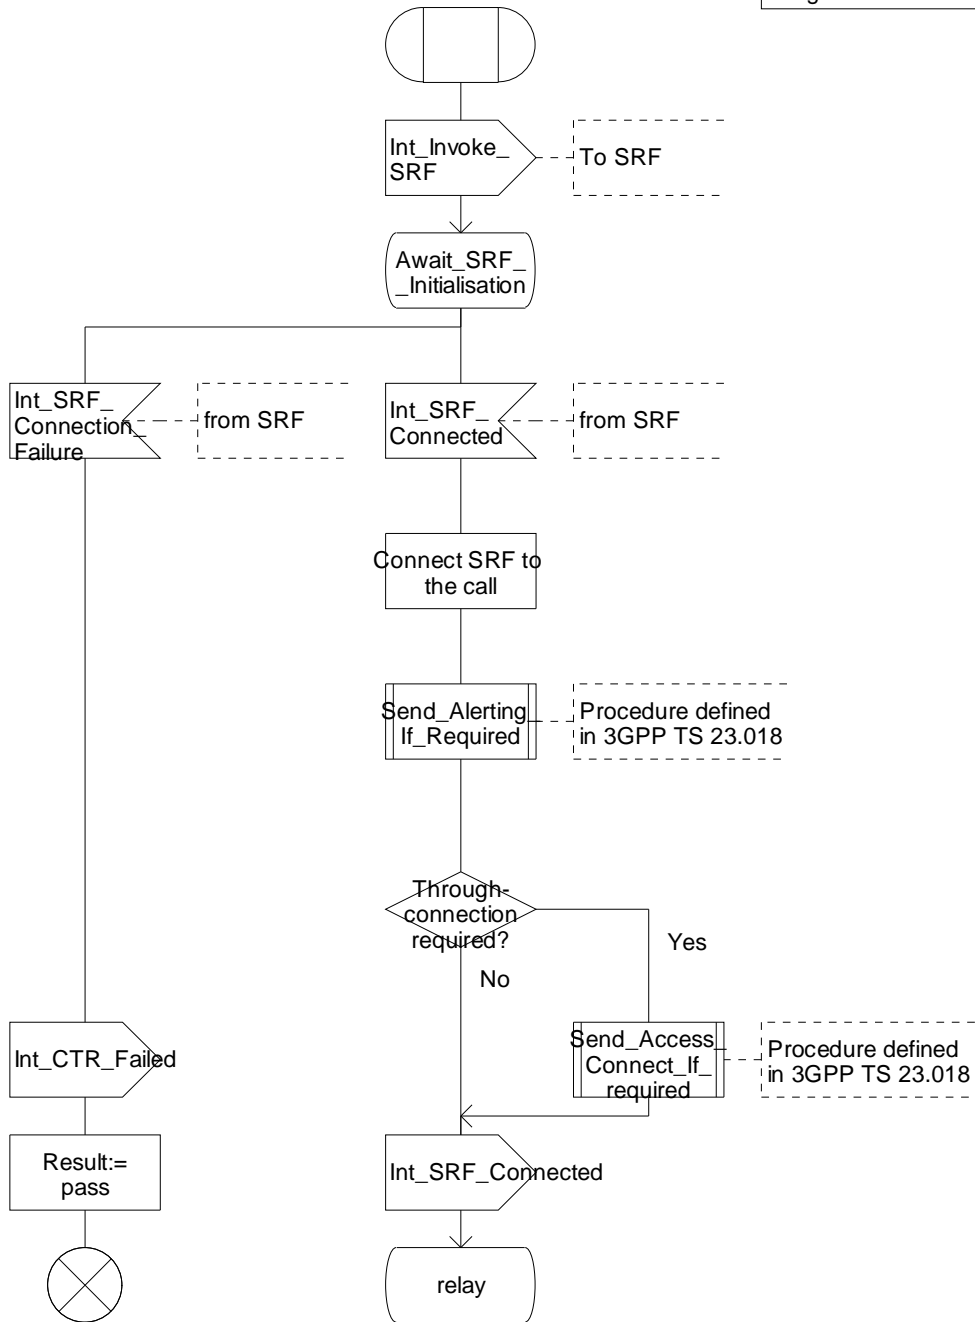 Int_Invoke_
SRF
To SRF
Await_SRF_
_Initialisation
Int_SRF_
Connection_
Failure
from SRF
Int_SRF_
Connected
from SRF
Connect SRF to
the call
Send_Alerting_
If_Required
Procedure defined
in 3GPP TS 23.018
Through-
connection
required?
Yes
No
Int_CTR_Failed
Send_Access_
Connect_If_
required
Procedure defined
in 3GPP TS 23.018
Result:=
pass
Int_SRF_Connected
relay